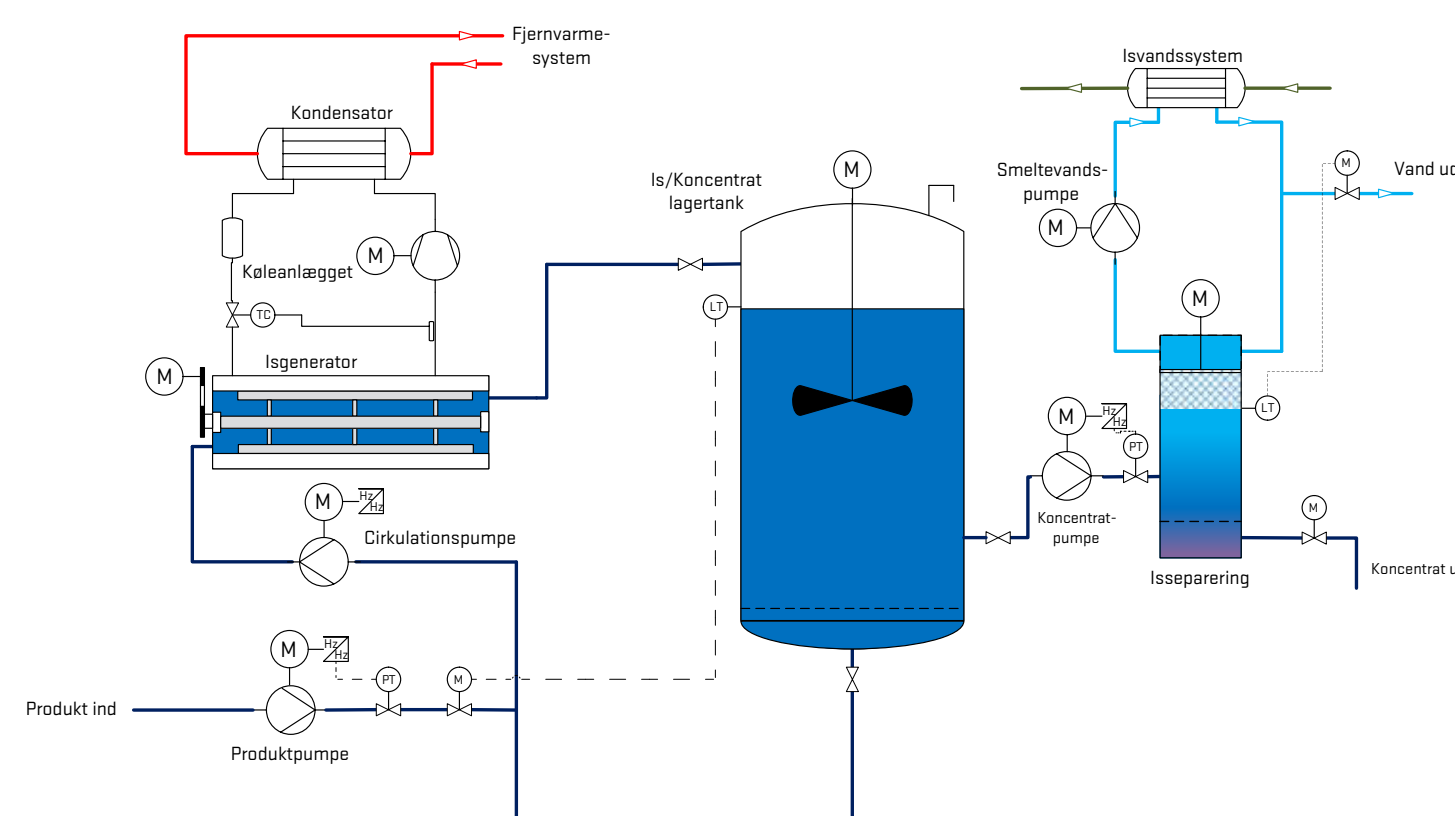 Fjernvarme-
system
Isvandssystem
Kondensator
M
M
Vand ud
Is/Koncentrat
lagertank
Smeltevands-
pumpe
M
M
Køleanlægget
M
TC
LT
Isgenerator
M
LT
M
Hz
Hz
PT
M
Hz
Hz
Cirkulationspumpe
Koncentrat-
pumpe
M
Koncentrat u
Isseparering
M
Hz
Hz
PT
M
Produkt ind
Produktpumpe